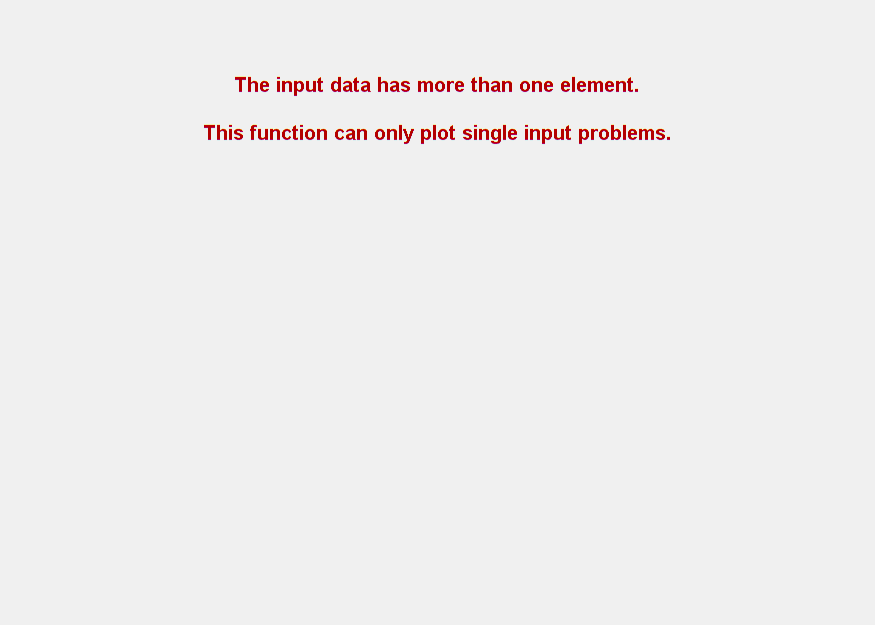 The input data has more than one element.
This function can only plot single input problems.